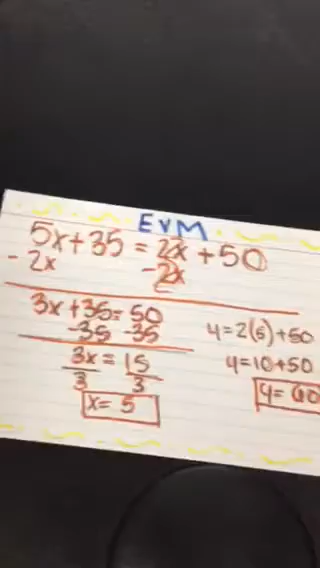 EVM
5x+35 = 2x +50
- 2x -2x
3x +35= 50
-35 -35
3x = 15
3 3
x= 5
y=2(5)+50
y=10+50
y= 60